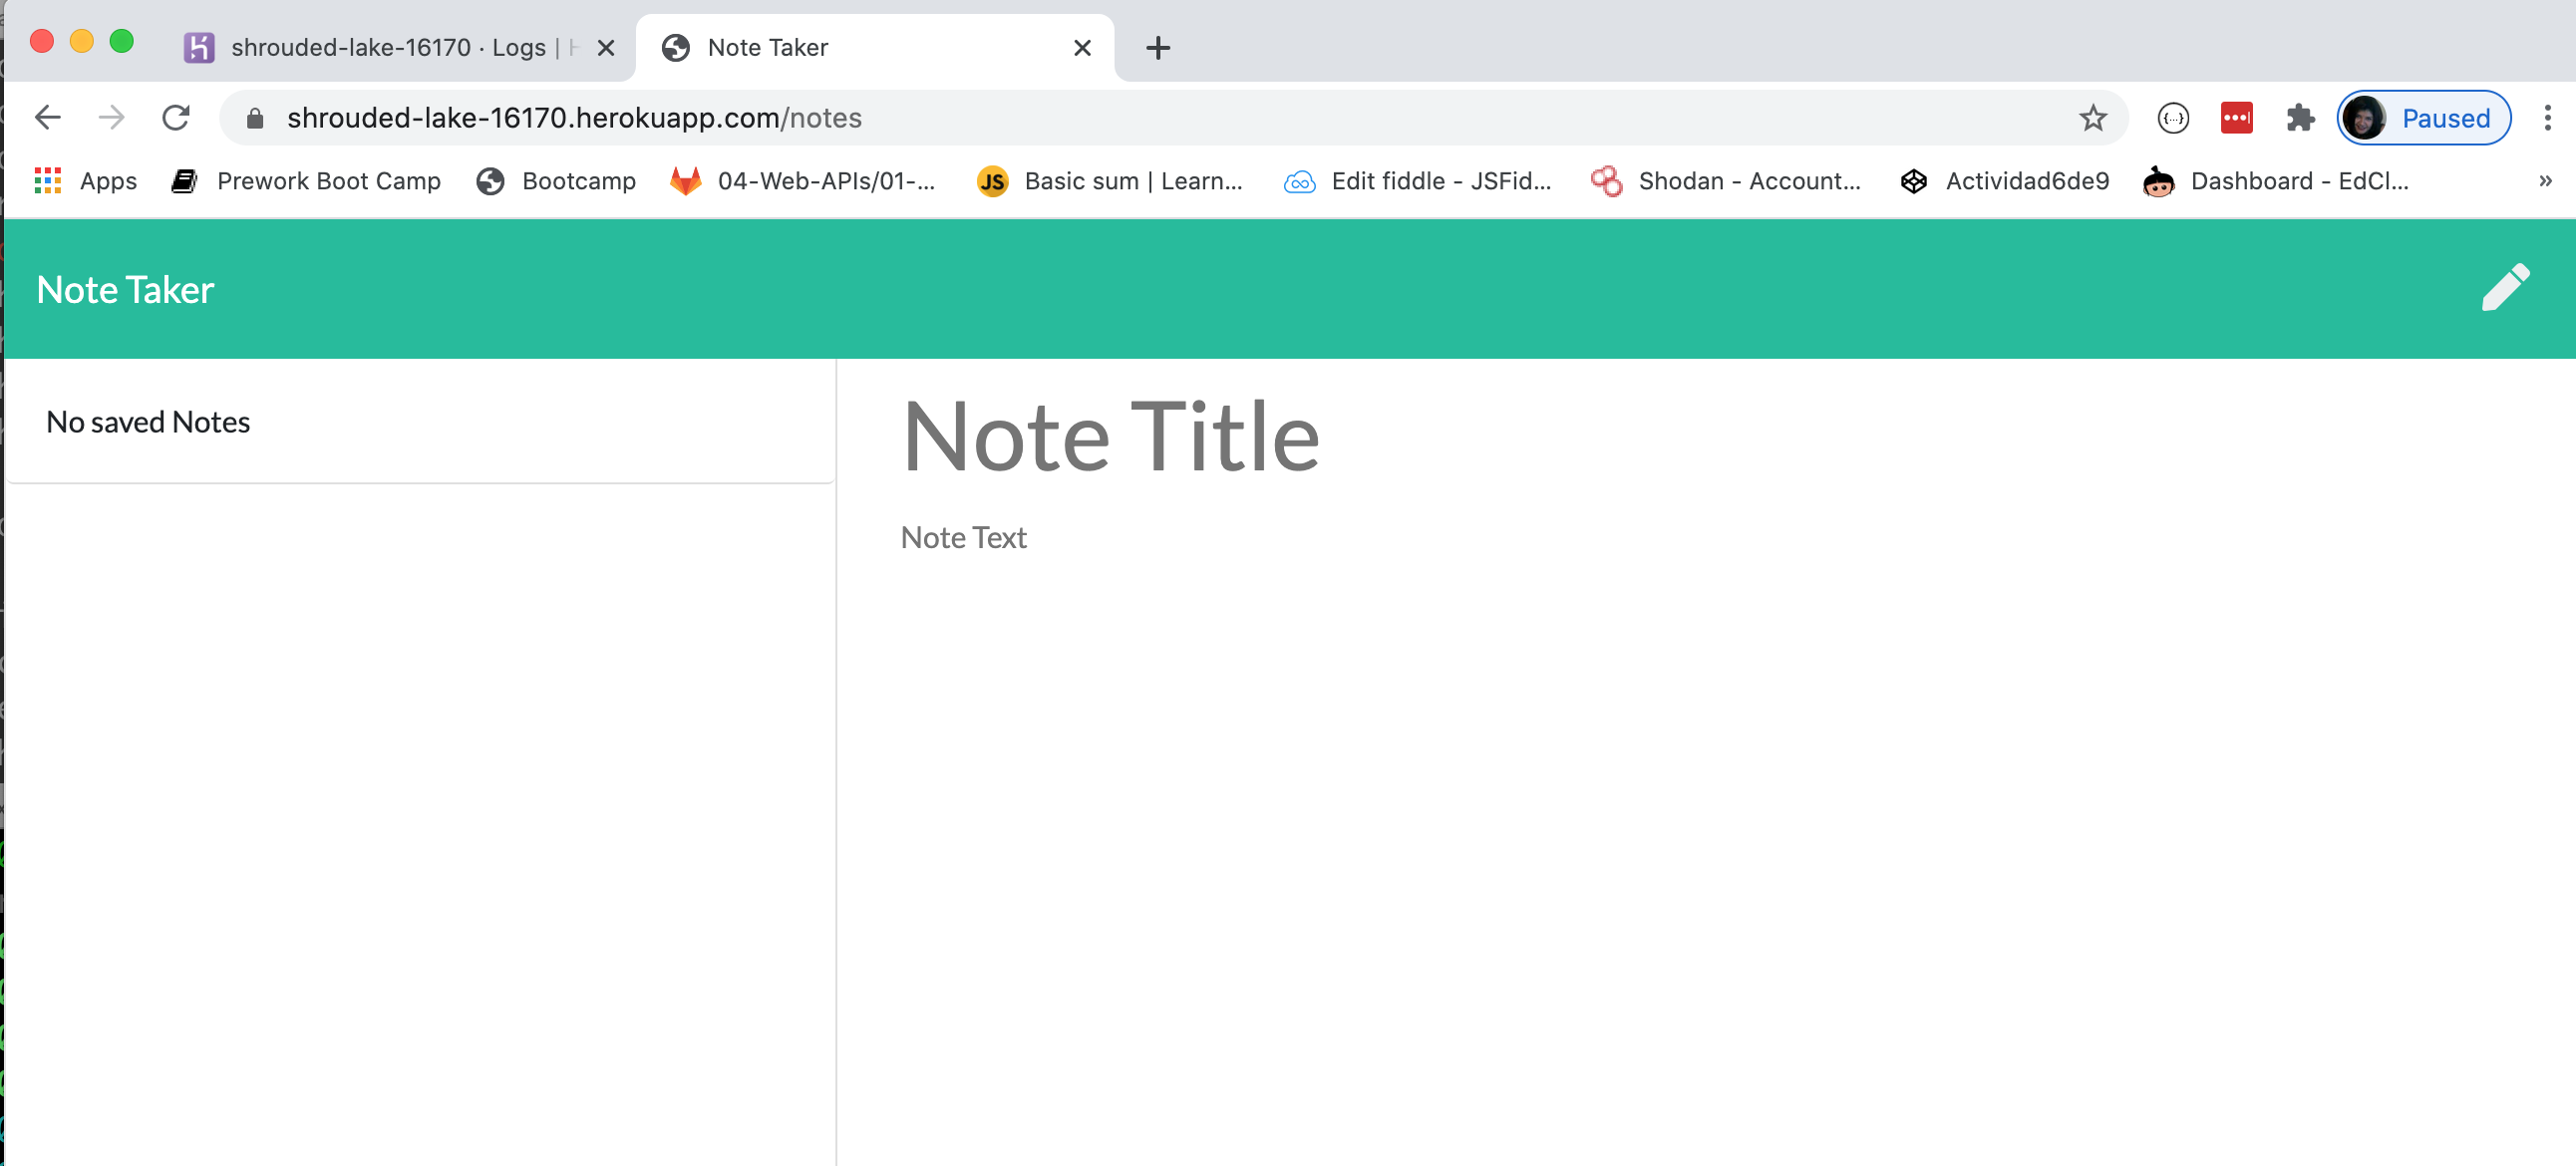 shrouded-lake-16170 · Logs | H
Note Taker
shrouded-lake-16170.herokuapp.com/notes
Paused
Apps Prework Boot Camp Bootcamp 04-Web-APIs/01-... JS Basic sum | Learn... Edit fiddle - JSFid... Shodan - Account... Actividad6de9 Dashboard - EdCl... »
Note Taker
No saved Notes
Note Title
Note Text